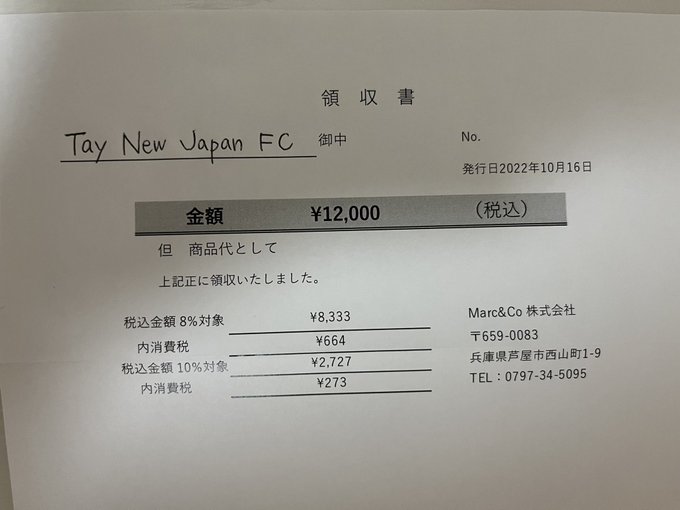 領 収 書
Tay New Japan FC 御中
No.
発行日2022年10月16日
金額 ¥12,000 （税込）
但 商品代として
上記正に領収いたしました。
税込金額 8%対象 ¥8,333
内消費税 ¥664
税込金額 10%対象 ¥2,727
内消費税 ¥273
Marc&Co 株式会社
〒659-0083
兵庫県芦屋市西山町1-9
TEL：0797-34-5095